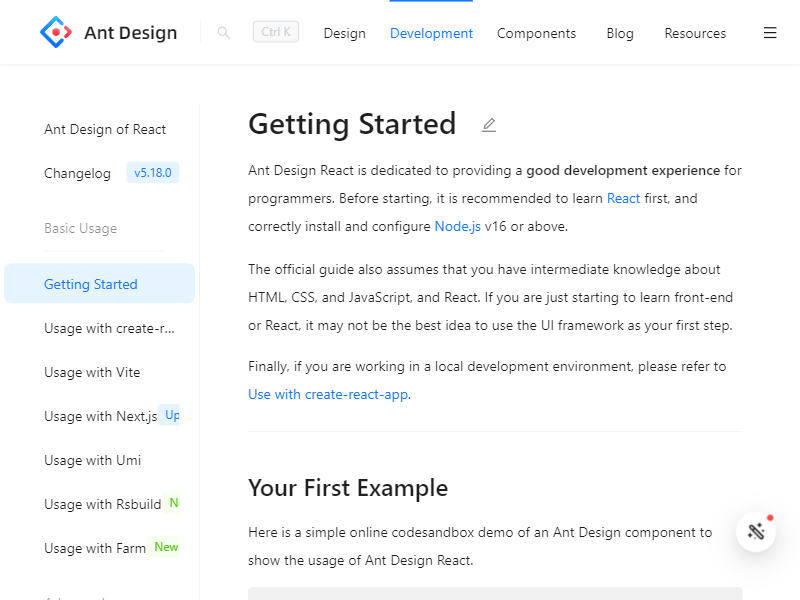 Ant Design
Ctrl K
Design
Development
Components
Blog
Resources
Ant Design of React
Changelog v5.18.0
Basic Usage
Getting Started
Usage with create-r...
Usage with Vite
Usage with Next.js Up
Usage with Umi
Usage with Rsbuild
Usage with Farm New
Getting Started
Ant Design React is dedicated to providing a good development experience for
programmers. Before starting, it is recommended to learn React first, and
correctly install and configure Node.js v16 or above.
The official guide also assumes that you have intermediate knowledge about
HTML, CSS, and JavaScript, and React. If you are just starting to learn front-end
or React, it may not be the best idea to use the UI framework as your first step.
Finally, if you are working in a local development environment, please refer to
Use with create-react-app.
Your First Example
Here is a simple online codesandbox demo of an Ant Design component to
show the usage of Ant Design React.